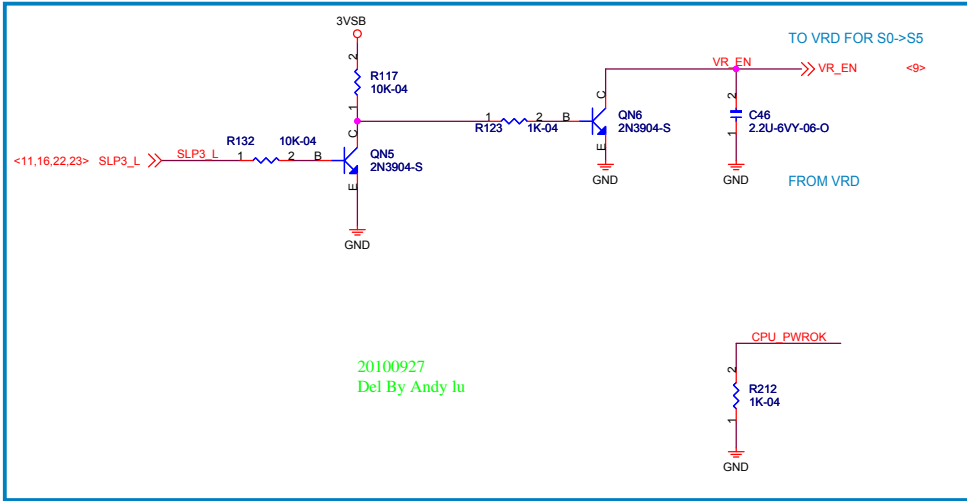 3VSB
TO VRD FOR S0->S5
2
R117
10K-04
1
VR_EN
VR_EN
<9>
C
R132
10K-04
1
R123
2
1K-04
B
C
QN6
2N3904-S
E
GND
2
C46
2.2U-6VY-06-O
1
GND
<11,16,22,23>
SLP3_L
SLP3_L
1
2
B
QN5
2N3904-S
E
GND
FROM VRD
20100927
Del By Andy lu
CPU_PWROK
2
R212
1K-04
1
GND